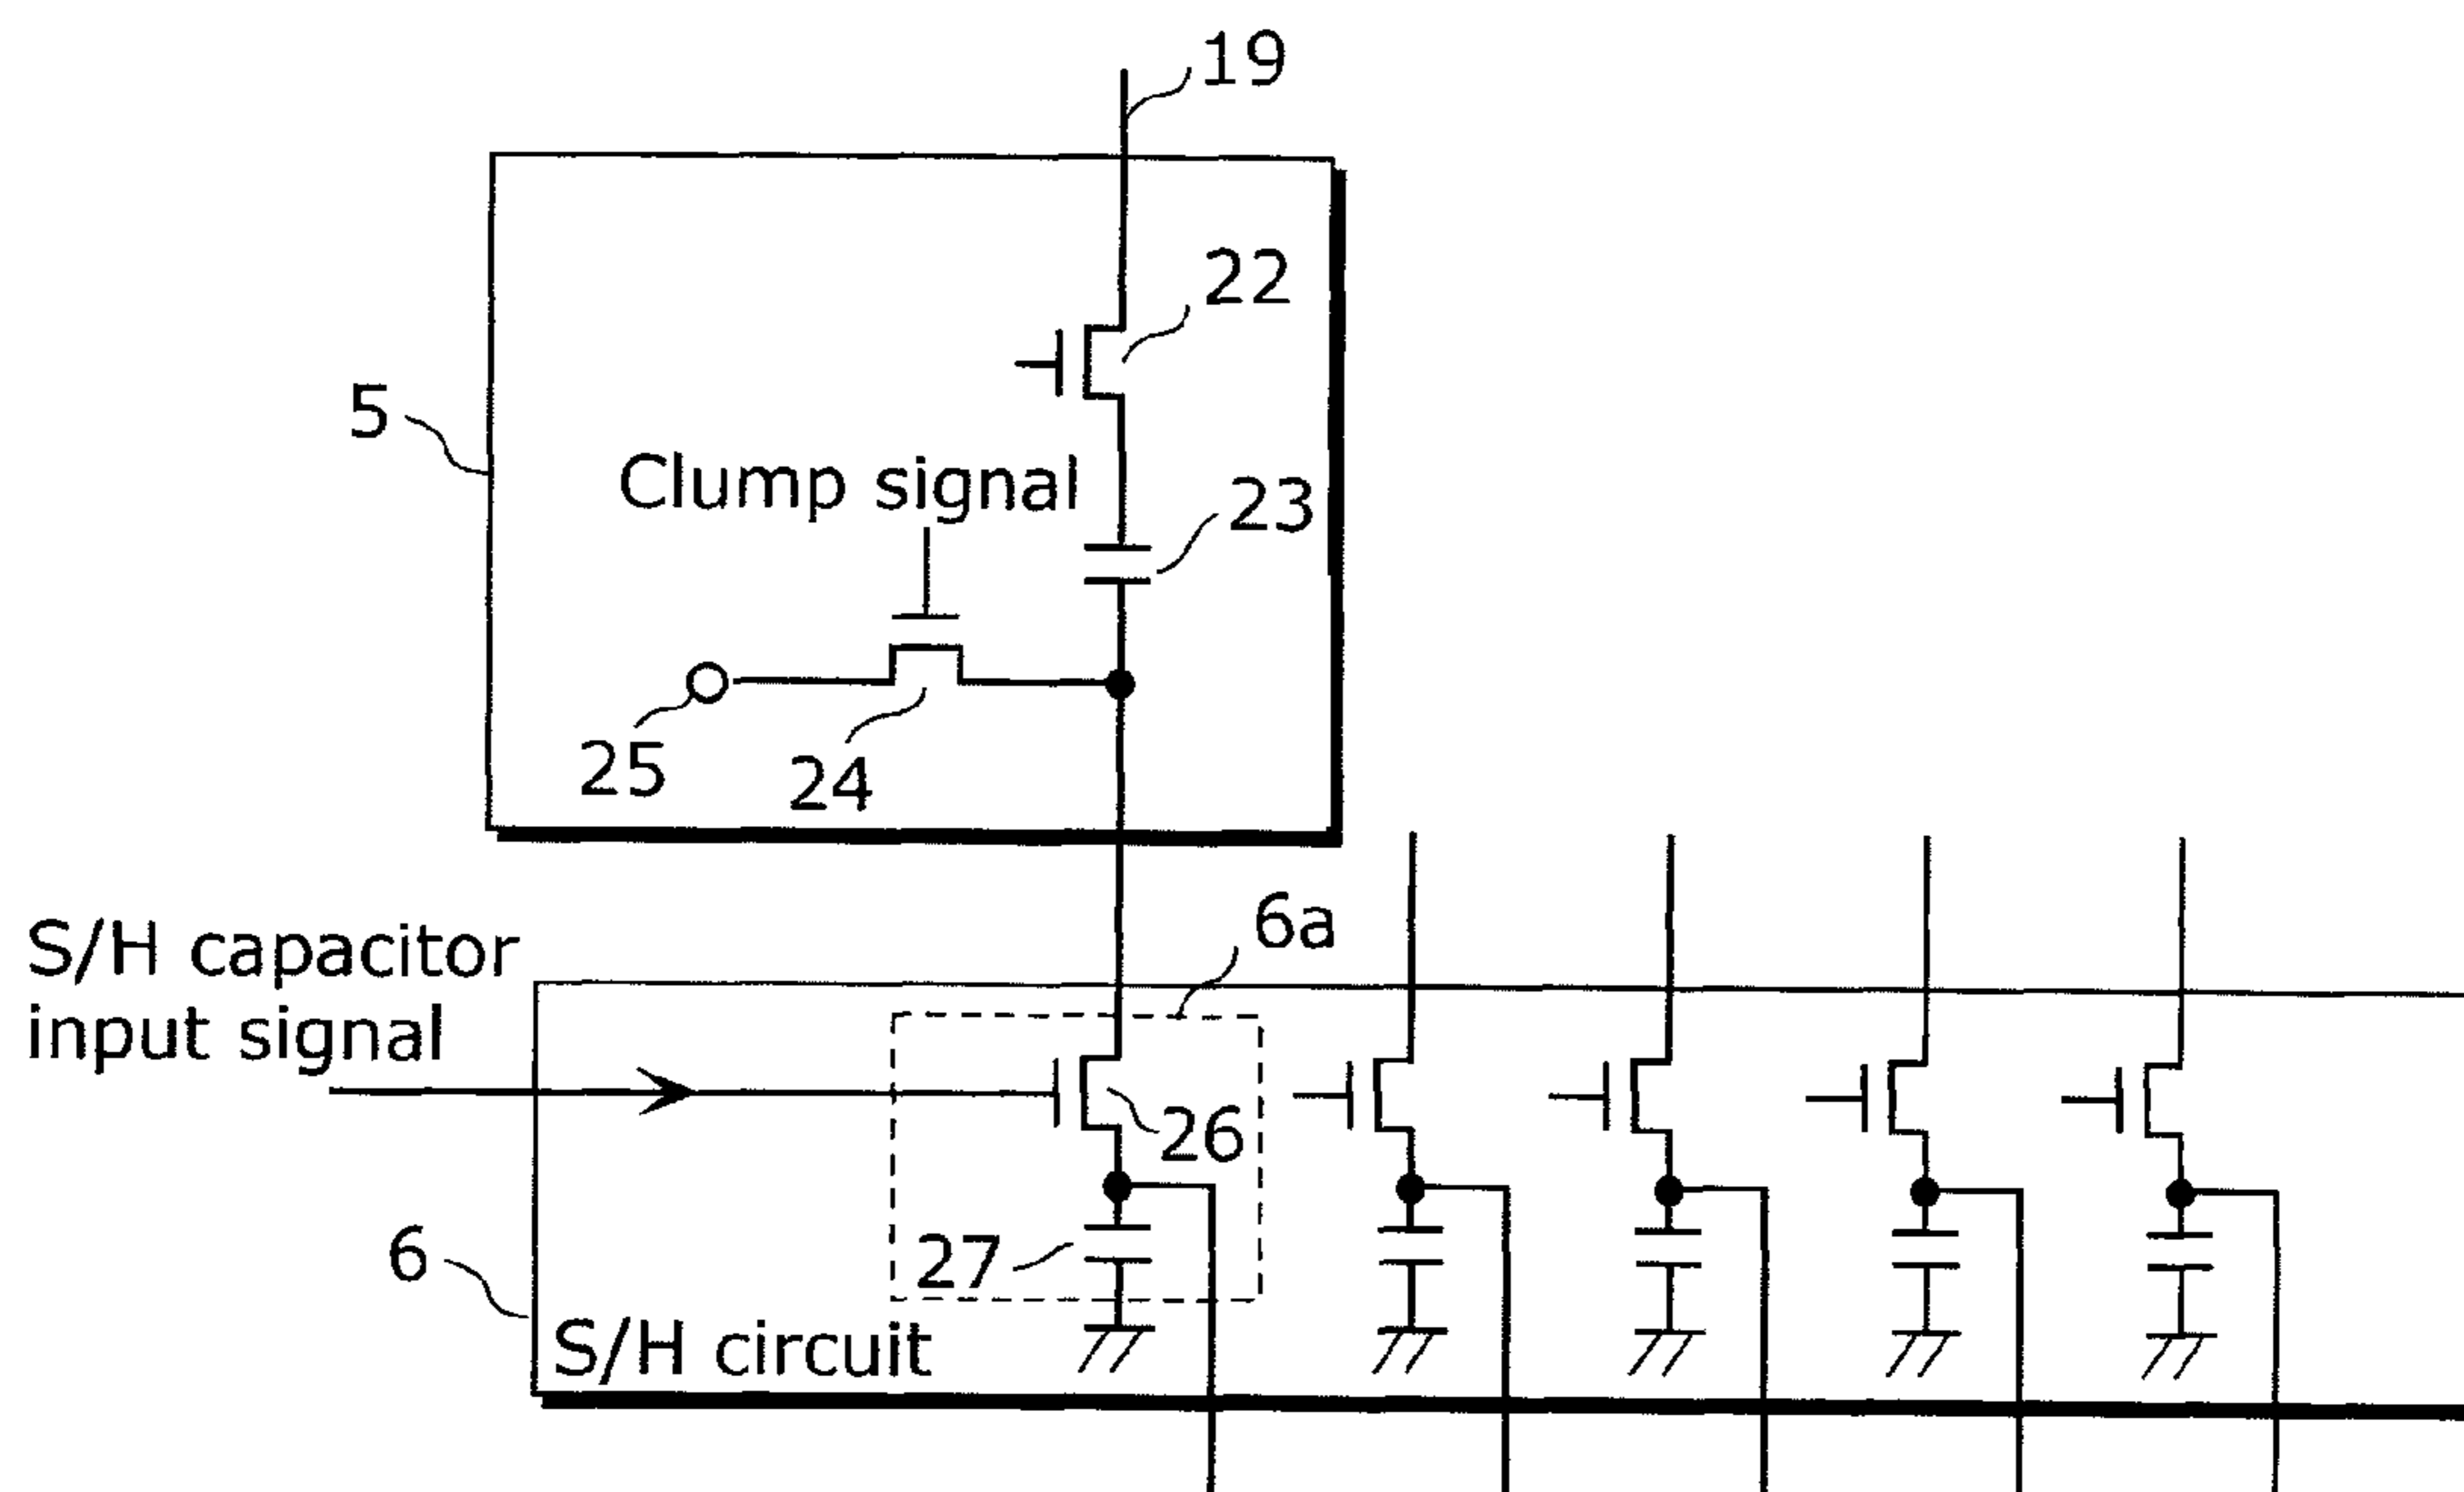 19
22
5
Clump signal
23
25
24
6a
S/H capacitor
input signal
26
27
6
S/H circuit